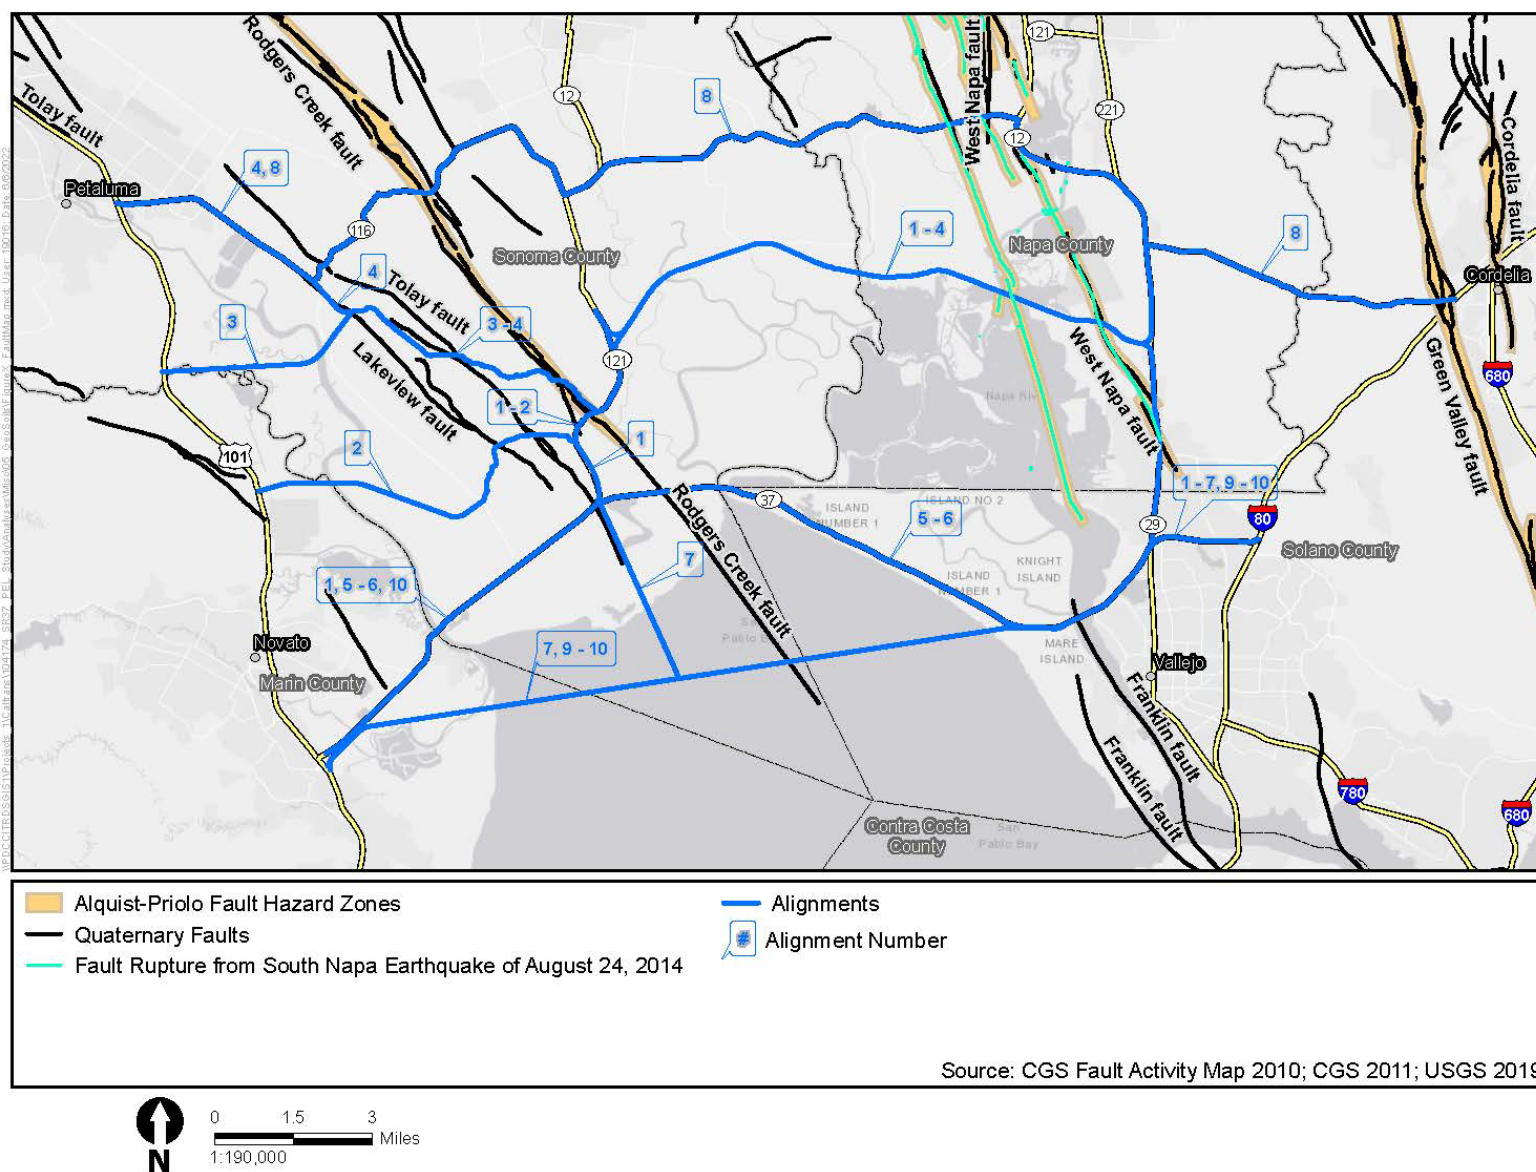 Rodgers Creek fault
Tolay fault
Petaluma
12
8
West Napa fault
121
221
12
Cordelia fault
4, 8
116
Sonoma County
1 - 4
Napa County
8
Cordelia
4
Tolay fault
3
3 - 4
Lakeview fault
121
Napa Riv
West Napa fault
Green Valley fault
680
1 - 2
1
2
101
Rodgers Creek fault
37
ISLAND
NUMBER 1
ISLAND NO 2
5 - 6
1 - 7, 9 - 10
29
80
Solano County
7
KNIGHT
ISLAND
ISLAND
NUMBER 1
1, 5 - 6, 10
Novato
Marin County
7, 9 - 10
MARE
ISLAND
Vallejo
Franklin fault
Franklin fault
780
680
Contra Costa
County
San
Pablo Bay
Alquist-Priolo Fault Hazard Zones
Quaternary Faults
Fault Rupture from South Napa Earthquake of August 24, 2014
Alignments
#
Alignment Number
Source: CGS Fault Activity Map 2010; CGS 2011; USGS 2019
0 1.5 3
Miles
1:190,000
N